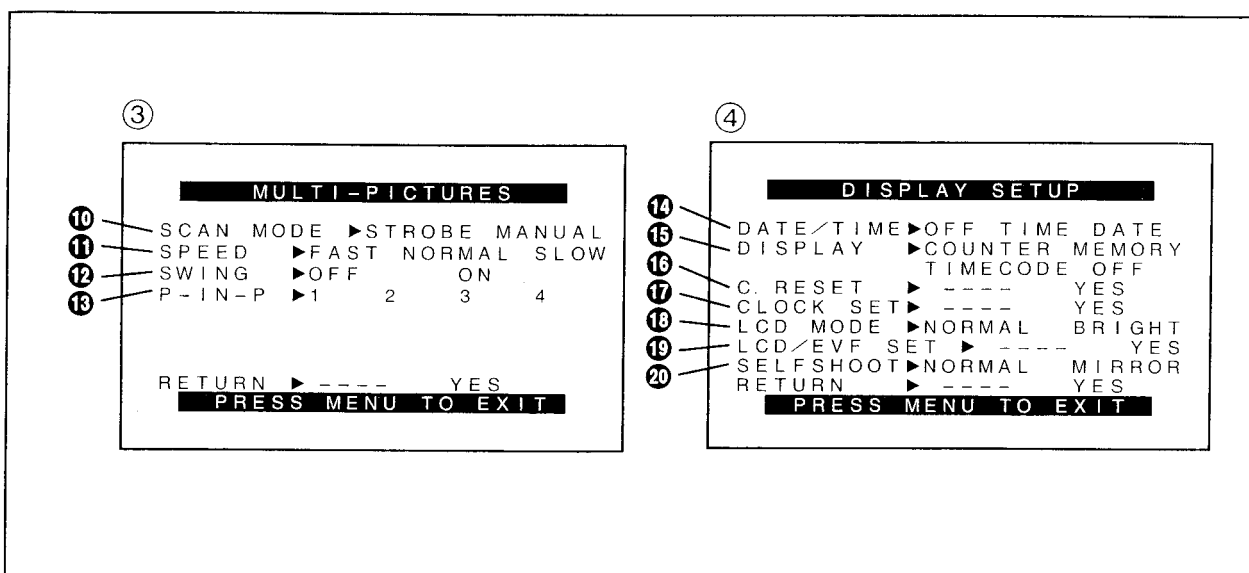 ③
MULTI-PICTURES
⑩ SCAN MODE ▶STROBE MANUAL
⑪ SPEED ▶FAST NORMAL SLOW
⑫ SWING ▶OFF ON
⑬ P-IN-P ▶1 2 3 4
RETURN ▶ ---- YES
PRESS MENU TO EXIT
④
DISPLAY SETUP
⑭ DATE/TIME▶OFF TIME DATE
⑮ DISPLAY ▶COUNTER MEMORY
TIMECODE OFF
⑯ C. RESET ▶ ---- YES
⑰ CLOCK SET▶ ---- YES
⑱ LCD MODE ▶NORMAL BRIGHT
⑲ LCD/EVF SET ▶ ---- YES
⑳ SELFSHOOT▶NORMAL MIRROR
RETURN ▶ ---- YES
PRESS MENU TO EXIT